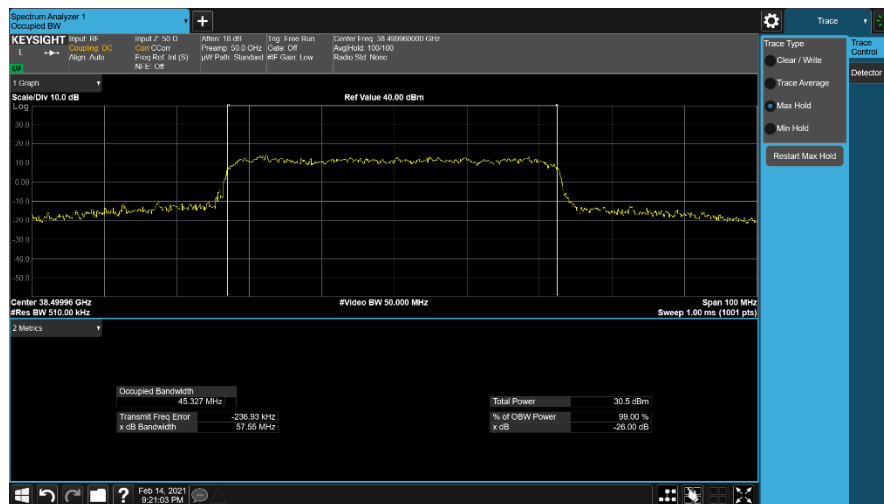 Spectrum Analyzer 1
Occupied BW
+
Trace
KEYSIGHT
L
Input: RF
Coupling: DC
Align: Auto
Input Z: 50 Ω
Corr CCorr
Freq Ref: Int (S)
NFE: Off
Atten: 18 dB
Preamp: 50.0 GHz
µW Path: Standard
Trig: Free Run
Gate: Off
#IF Gain: Low
Center Freq: 38.499960000 GHz
Avg|Hold: 100/100
Radio Std: None
Trace Type
Clear / Write
Trace Average
Max Hold
Min Hold
Restart Max Hold
Trace
Control
Detector
1 Graph
Scale/Div 10.0 dB
Ref Value 40.00 dBm
Log
30.0
20.0
10.0
0.00
-10.0
-20.0
-30.0
-40.0
-50.0
Center 38.49996 GHz
#Video BW 50.000 MHz
Span 100 MHz
#Res BW 510.00 kHz
Sweep 1.00 ms (1001 pts)
2 Metrics
Occupied Bandwidth
45.327 MHz
Total Power 30.5 dBm
Transmit Freq Error -236.93 kHz
% of OBW Power 99.00 %
x dB Bandwidth 57.55 MHz
x dB -26.00 dB
?
Feb 14, 2021
9:21:03 PM